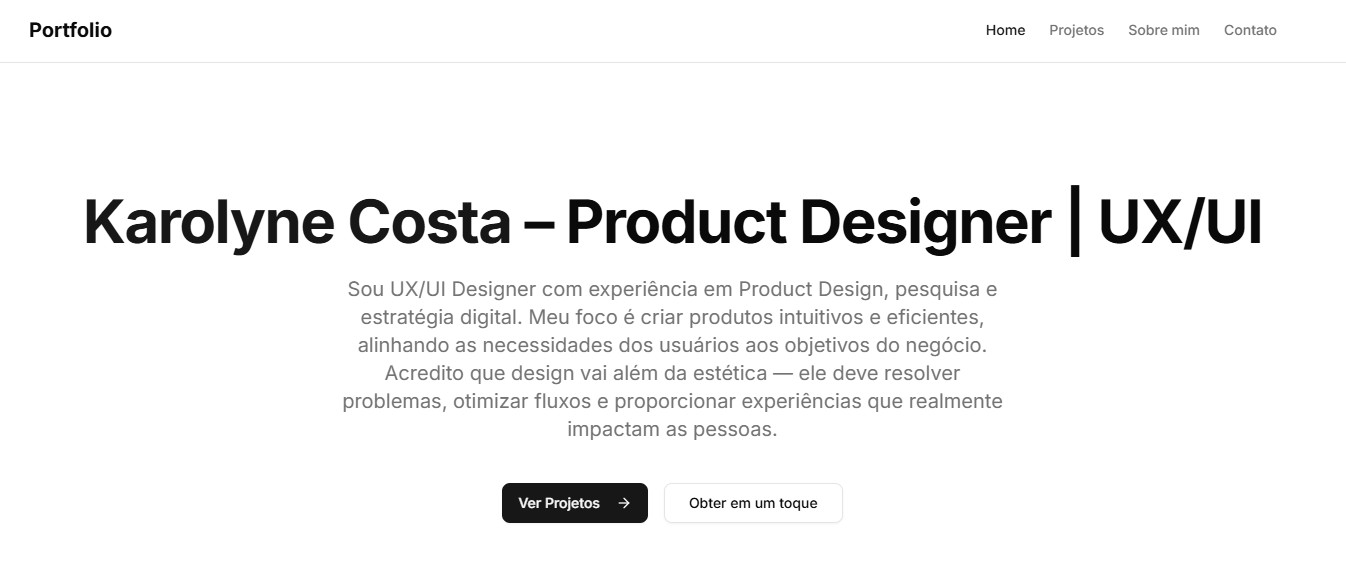 Portfolio
Home Projetos Sobre mim Contato
Karolyne Costa – Product Designer | UX/UI
Sou UX/UI Designer com experiência em Product Design, pesquisa e
estratégia digital. Meu foco é criar produtos intuitivos e eficientes,
alinhando as necessidades dos usuários aos objetivos do negócio.
Acredito que design vai além da estética — ele deve resolver
problemas, otimizar fluxos e proporcionar experiências que realmente
impactam as pessoas.
Ver Projetos →
Obter em um toque